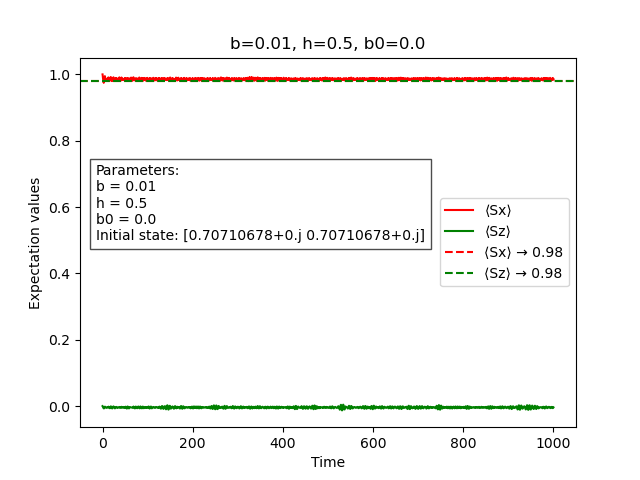 b=0.01, h=0.5, b0=0.0
1.0
0.8
0.6
0.4
0.2
0.0
Expectation values
Parameters:
b = 0.01
h = 0.5
b0 = 0.0
Initial state: [0.70710678+0.j 0.70710678+0.j]
⟨Sx⟩
⟨Sz⟩
⟨Sx⟩ → 0.98
⟨Sz⟩ → 0.98
0 200 400 600 800 1000
Time